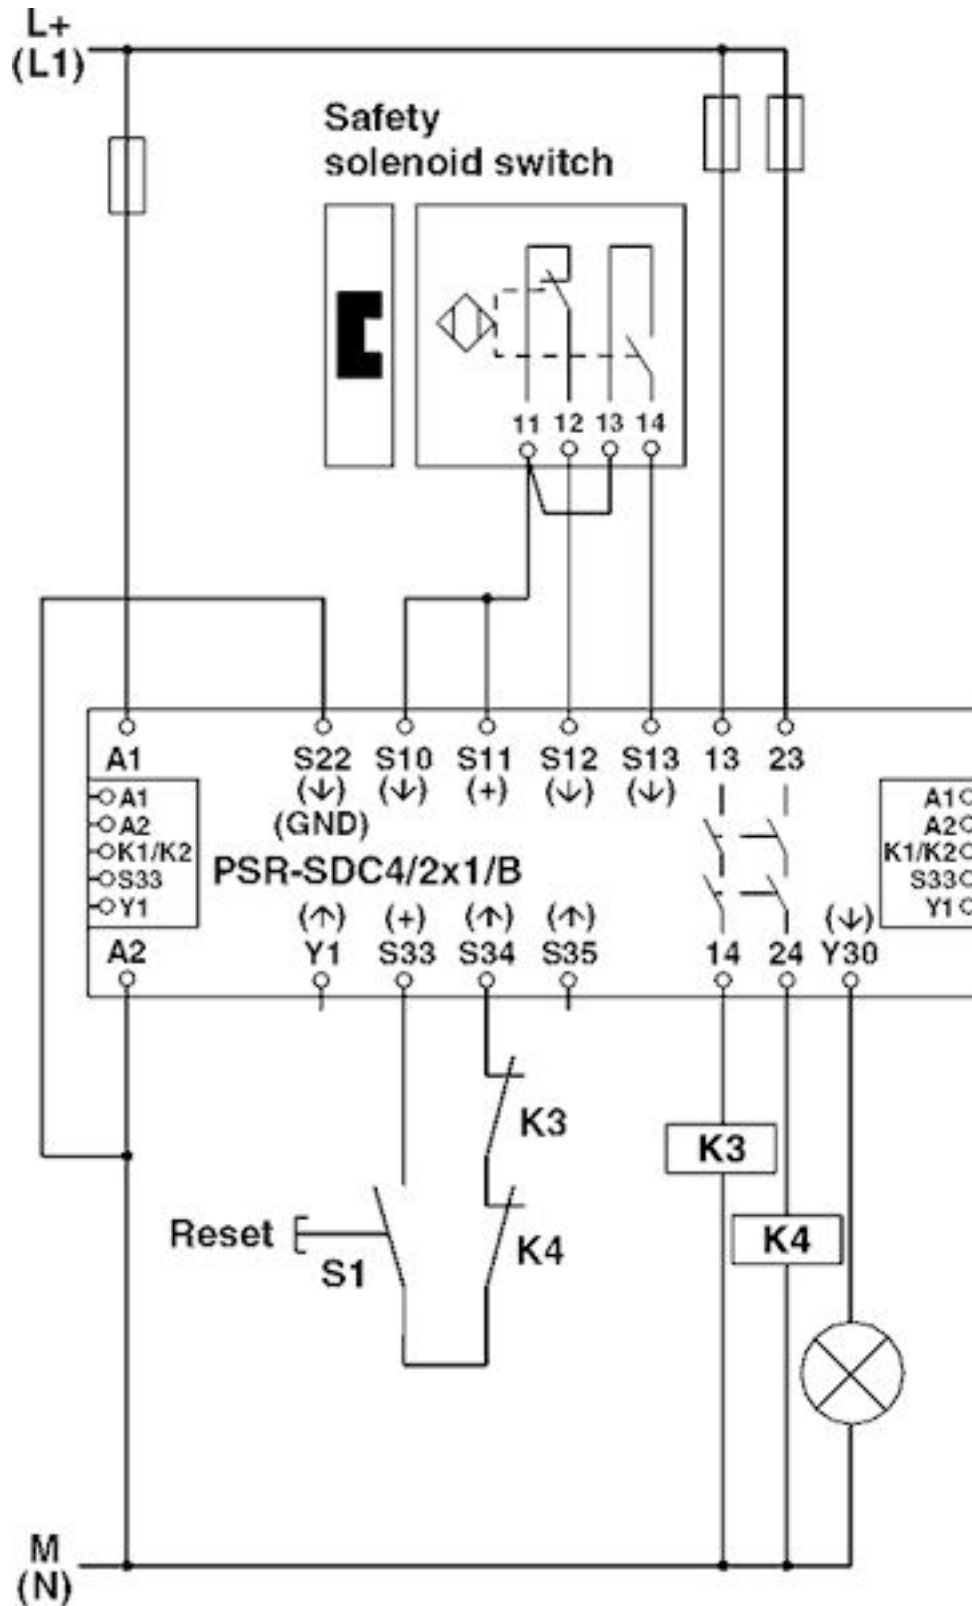 L+
(L1)
Safety
solenoid switch
11 12 13 14
A1 S22 S10 S11 S12 S13 13 23
(↓) (↓) (+) (↓) (↓)
(GND)
A1
A2
K1/K2
S33
Y1
A1
A2
K1/K2
S33
Y1
PSR-SDC4/2x1/B
(↑) (+) (↑) (↑) (↓)
A2 Y1 S33 S34 S35 14 24 Y30
K3
K3
Reset
S1
K4
K4
M
(N)